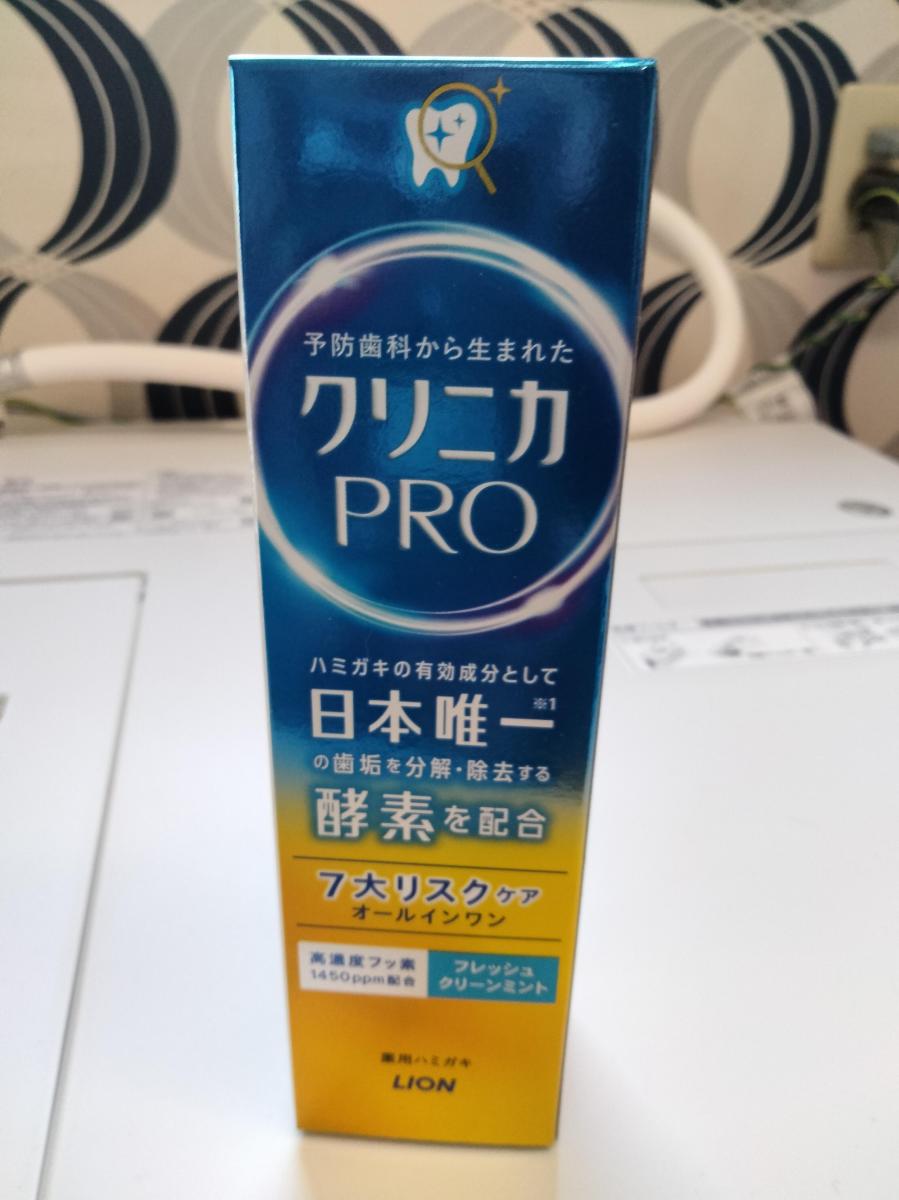 予防歯科から生まれた
クリニカ
PRO
ハミガキの有効成分として
日本唯一※1
の歯垢を分解・除去する
酵素を配合
7大リスクケア
オールインワン
高濃度フッ素
1450ppm配合
フレッシュ
クリーンミント
薬用ハミガキ
LION